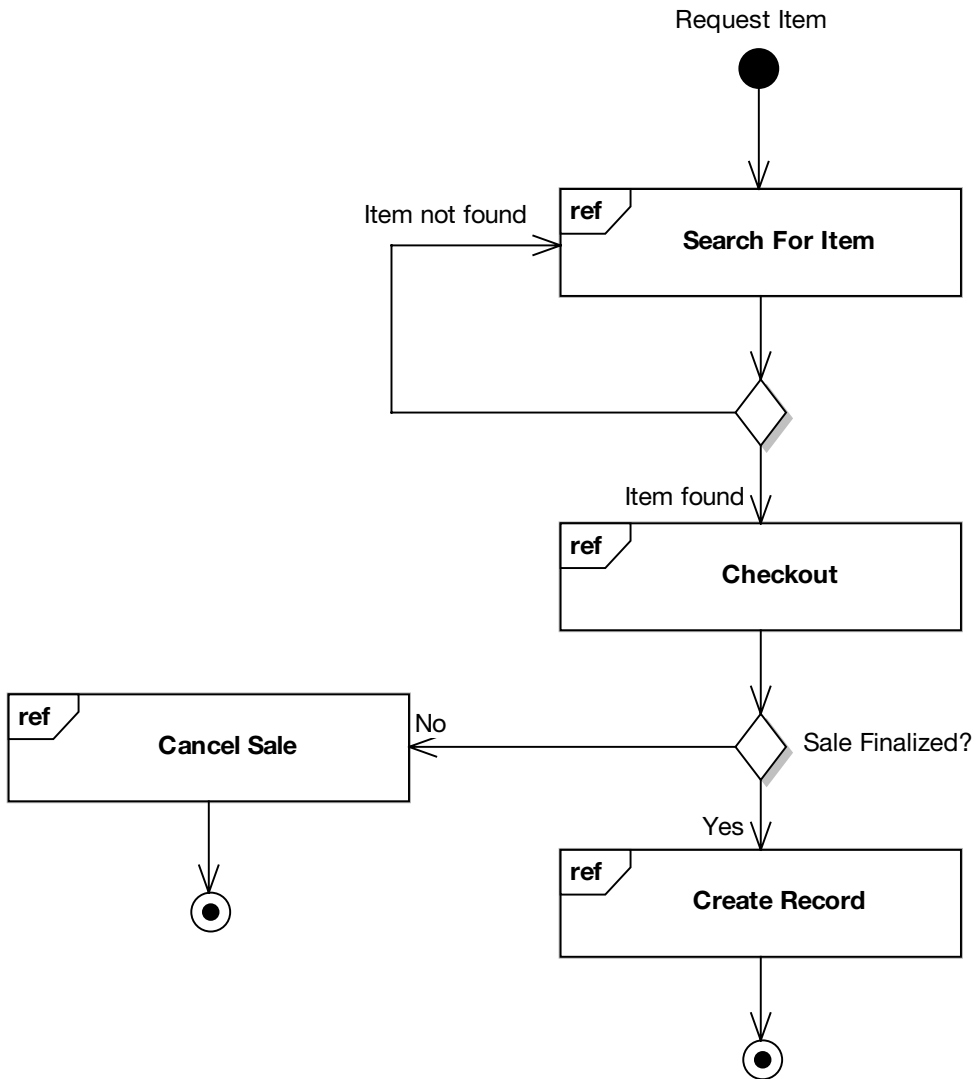 Request Item
ref
Search For Item
Item not found
Item found
ref
Checkout
Sale Finalized?
No
ref
Cancel Sale
Yes
ref
Create Record